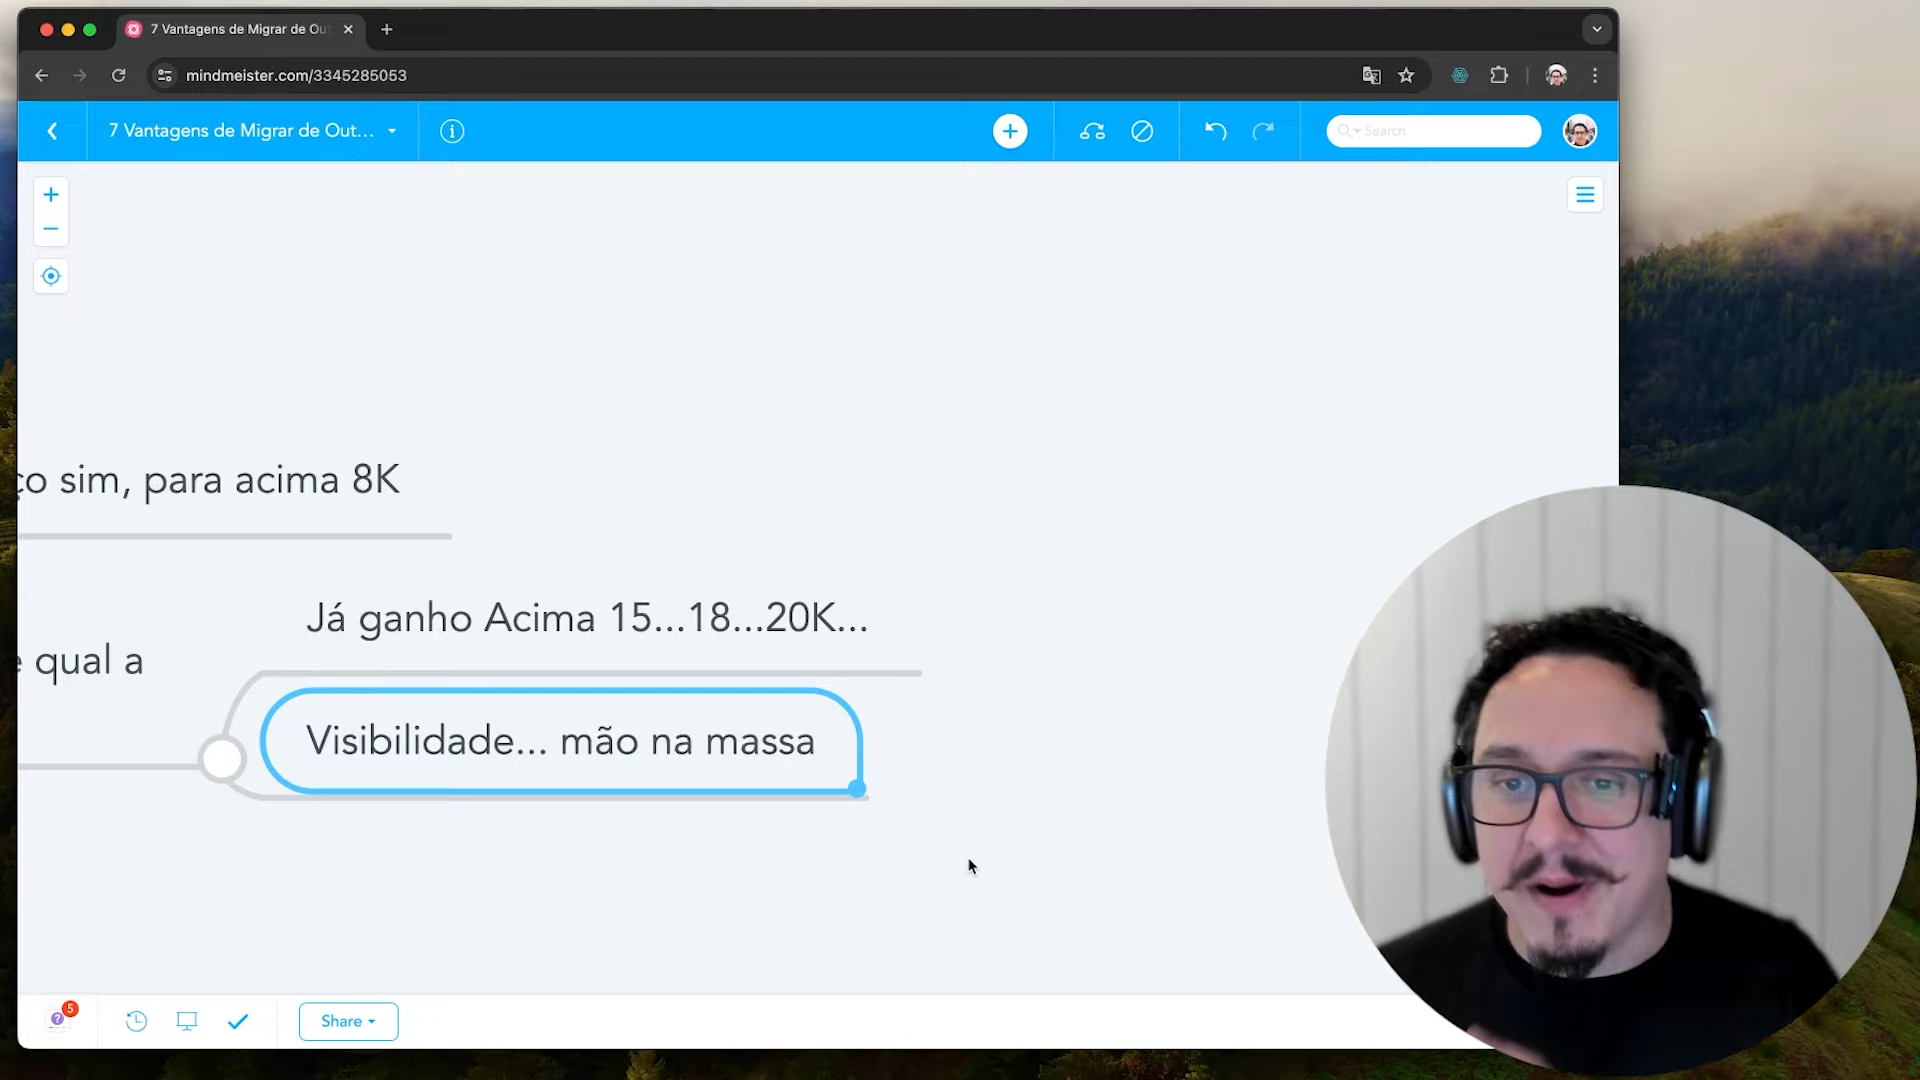 7 Vantagens de Migrar de Ou
mindmeister.com/3345285053
7 Vantagens de Migrar de Out...
Search
ço sim, para acima 8K
Já ganho Acima 15...18...20K...
e qual a
Visibilidade... mão na massa
5
Share